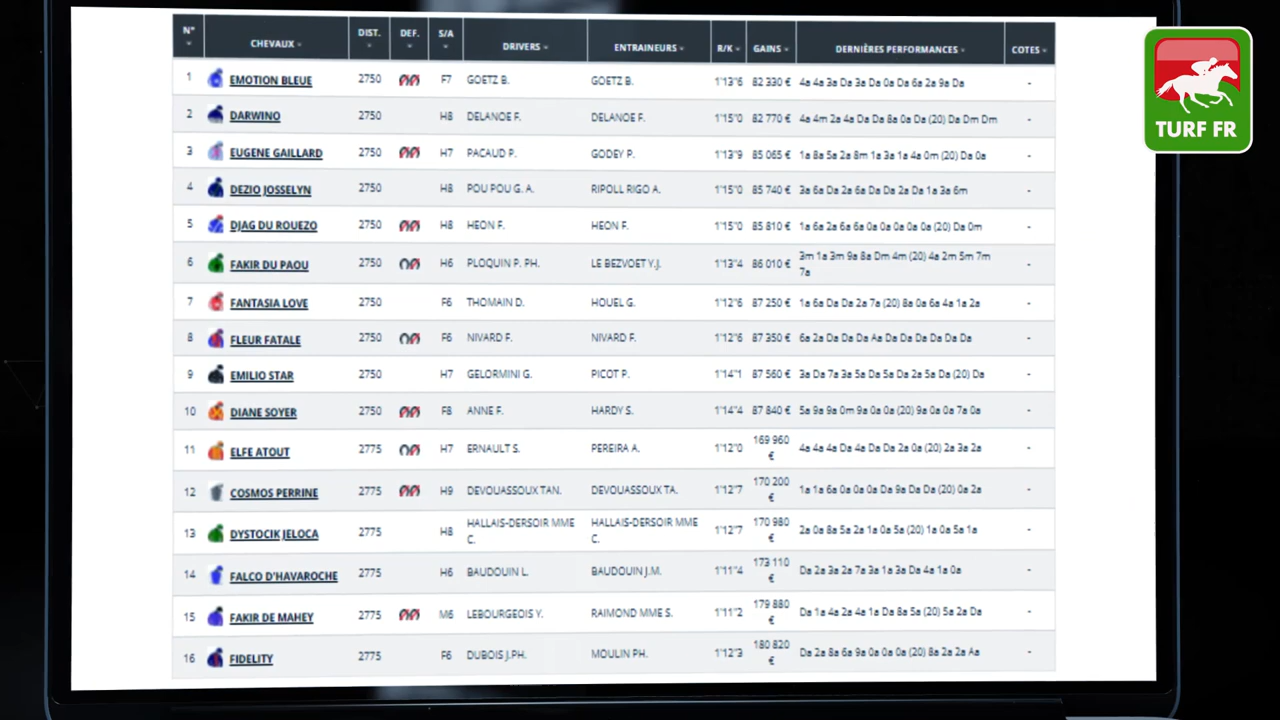 N° CHEVAUX DIST. DEF. S/A DRIVERS ENTRAINEURS R/K GAINS DERNIÈRES PERFORMANCES COTES
1 EMOTION BLEUE 2750 F7 GOETZ B. GOETZ B. 1'13"6 82 330 € 4a 4a 3a Da 3a Da 0a Da 6a 2a 9a Da -
2 DARWINO 2750 H8 DELANOE F. DELANOE F. 1'15"0 82 770 € 4a 4m 2a 4a Da Da 8a 0a Da (20) Da Dm Dm -
3 EUGENE GAILLARD 2750 H7 PACAUD P. GODEY P. 1'13"9 85 065 € 1a 8a 5a 2a 8m 1a 3a 1a 4a 0m (20) Da 0a -
4 DEZIO JOSSELYN 2750 H8 POU POU G. A. RIPOLL RIGO A. 1'15"0 85 740 € 3a 6a Da 2a 6a Da Da 2a Da 1a 3a 6m -
5 DJAG DU ROUEZO 2750 H8 HEON F. HEON F. 1'15"0 85 810 € 1a 6a 2a 6a 6a 0a 0a 0a 0a 0a (20) Da 0m -
6 FAKIR DU PAOU 2750 H6 PLOQUIN P. PH. LE BEZVOET Y.J. 1'13"4 86 010 € 3m 1a 3m 9a 8a Dm 4m (20) 4a 2m 5m 7m -
7a
7 FANTASIA LOVE 2750 F6 THOMAIN D. HOUEL G. 1'12"6 87 250 € 1a 6a Da Da 2a 7a (20) 8a 0a 6a 4a 1a 2a -
8 FLEUR FATALE 2750 F6 NIVARD F. NIVARD F. 1'12"6 87 350 € 6a 2a Da Da Da Aa Da Da Da Da Da Da -
9 EMILIO STAR 2750 H7 GELORMINI G. PICOT P. 1'14"1 87 560 € 3a Da 7a 3a 5a Da 5a Da 2a 5a Da (20) Da -
10 DIANE SOYER 2750 F8 ANNE F. HARDY S. 1'14"4 87 840 € 5a 9a 9a 0m 9a 0a 0a (20) 9a 0a 0a 7a 0a -
11 ELFE ATOUT 2775 H7 ERNAULT S. PEREIRA A. 1'12"0 169 960 4a 4a 4a Da 4a Da Da 2a 0a (20) 2a 3a 2a -
€
12 COSMOS PERRINE 2775 H9 DEVOUASSOUX TAN. DEVOUASSOUX TA. 1'12"7 170 200 1a 1a 6a 0a 0a 0a Da 9a Da Da (20) 0a 2a -
€
13 DYSTOCIK JELOCA 2775 H8 HALLAIS-DERSOIR MME HALLAIS-DERSOIR MME 1'12"7 170 980 2a 0a 8a 5a 2a 1a 0a 5a (20) 1a 0a 5a 1a -
C. C. €
14 FALCO D'HAVAROCHE 2775 H6 BAUDOUIN L. BAUDOUIN J.M. 1'11"4 173 110 Da 2a 3a 2a 7a 3a 1a 3a Da 4a 1a 0a -
€
15 FAKIR DE MAHEY 2775 M6 LEBOURGEOIS Y. RAIMOND MME S. 1'11"2 179 880 Da 1a 4a 2a 4a 1a Da 8a 5a (20) 5a 2a Da -
€
16 FIDELITY 2775 F6 DUBOIS J.PH. MOULIN PH. 1'12"3 180 820 Da 2a 8a 6a 9a 0a 0a 0a (20) 8a 2a 2a Aa -
€
TURF FR